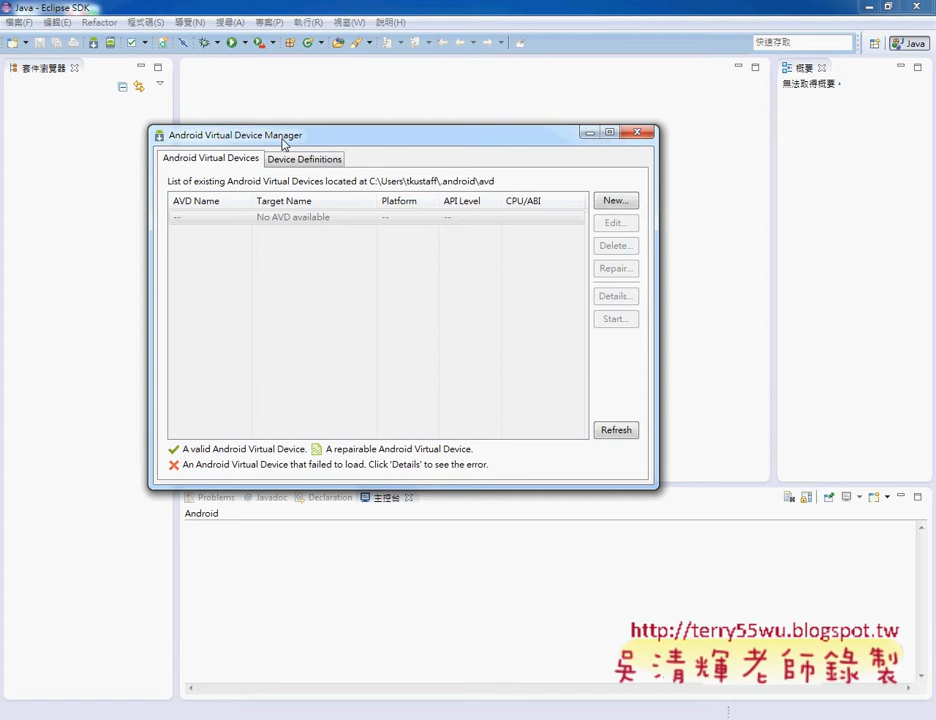 Java - Eclipse SDK
檔案(F) 編輯(E) Refactor 程式碼(S) 導覽(N) 搜尋(A) 專案(P) 執行(R) 視窗(W) 說明(H)
快速存取
Java
套件瀏覽器
概要
無法取得概要。
Android Virtual Device Manager
Android Virtual Devices
Device Definitions
List of existing Android Virtual Devices located at C:\Users\tkustaff\.android\avd
AVD Name Target Name Platform API Level CPU/ABI
-- No AVD available -- --
New...
Edit...
Delete...
Repair...
Details...
Start...
Refresh
A valid Android Virtual Device. A repairable Android Virtual Device.
An Android Virtual Device that failed to load. Click 'Details' to see the error.
Problems Javadoc Declaration 主控台
Android
http://terry55wu.blogspot.tw
吳清輝老師錄製